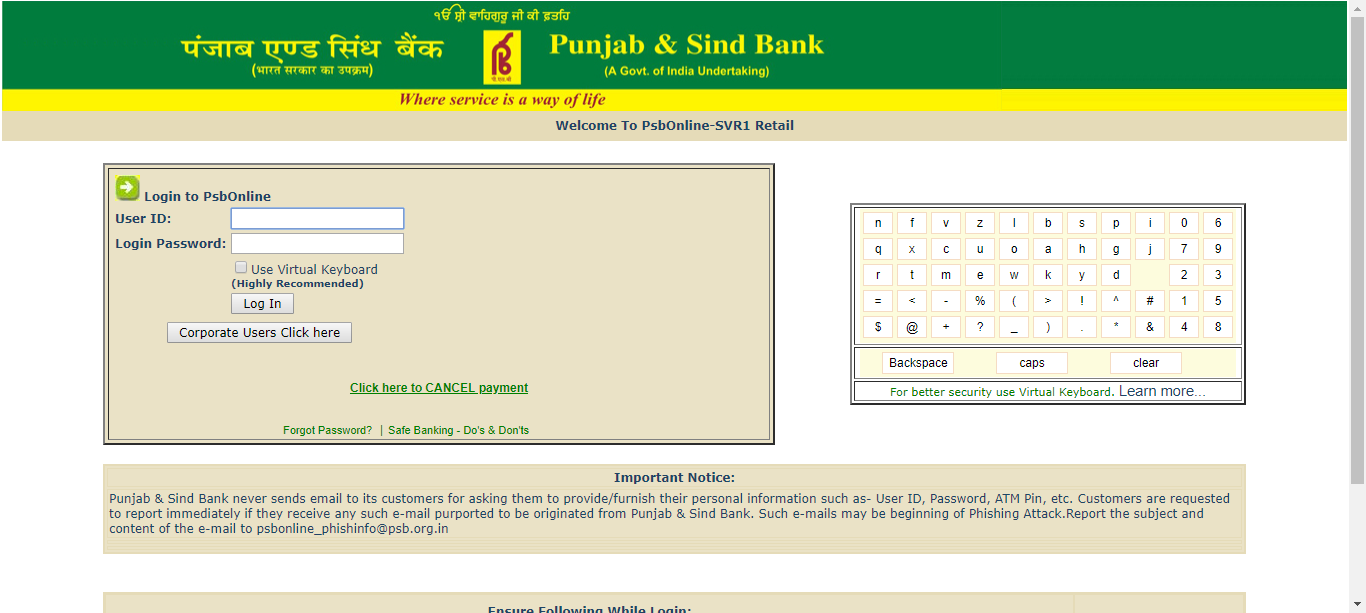 ੴ ਸ੍ਰੀ ਵਾਹਿਗੁਰੂ ਜੀ ਕੀ ਫ਼ਤਹਿ
पंजाब एण्ड सिंध बैंक
(भारत सरकार का उपक्रम)
Punjab & Sind Bank
(A Govt. of India Undertaking)
Where service is a way of life
Welcome To PsbOnline-SVR1 Retail
Login to PsbOnline
User ID:
Login Password:
Use Virtual Keyboard
(Highly Recommended)
Log In
Corporate Users Click here
Click here to CANCEL payment
Forgot Password? | Safe Banking - Do's & Don'ts
n f v z l b s p i 0 6
q x c u o a h g j 7 9
r t m e w k y d 2 3
= < - % ( > ! ^ # 1 5
$ @ + ? _ ) . * & 4 8
Backspace caps clear
For better security use Virtual Keyboard. Learn more...
Important Notice:
Punjab & Sind Bank never sends email to its customers for asking them to provide/furnish their personal information such as- User ID, Password, ATM Pin, etc. Customers are requested
to report immediately if they receive any such e-mail purported to be originated from Punjab & Sind Bank. Such e-mails may be beginning of Phishing Attack.Report the subject and
content of the e-mail to psbonline_phishinfo@psb.org.in
Ensure Following While Login: